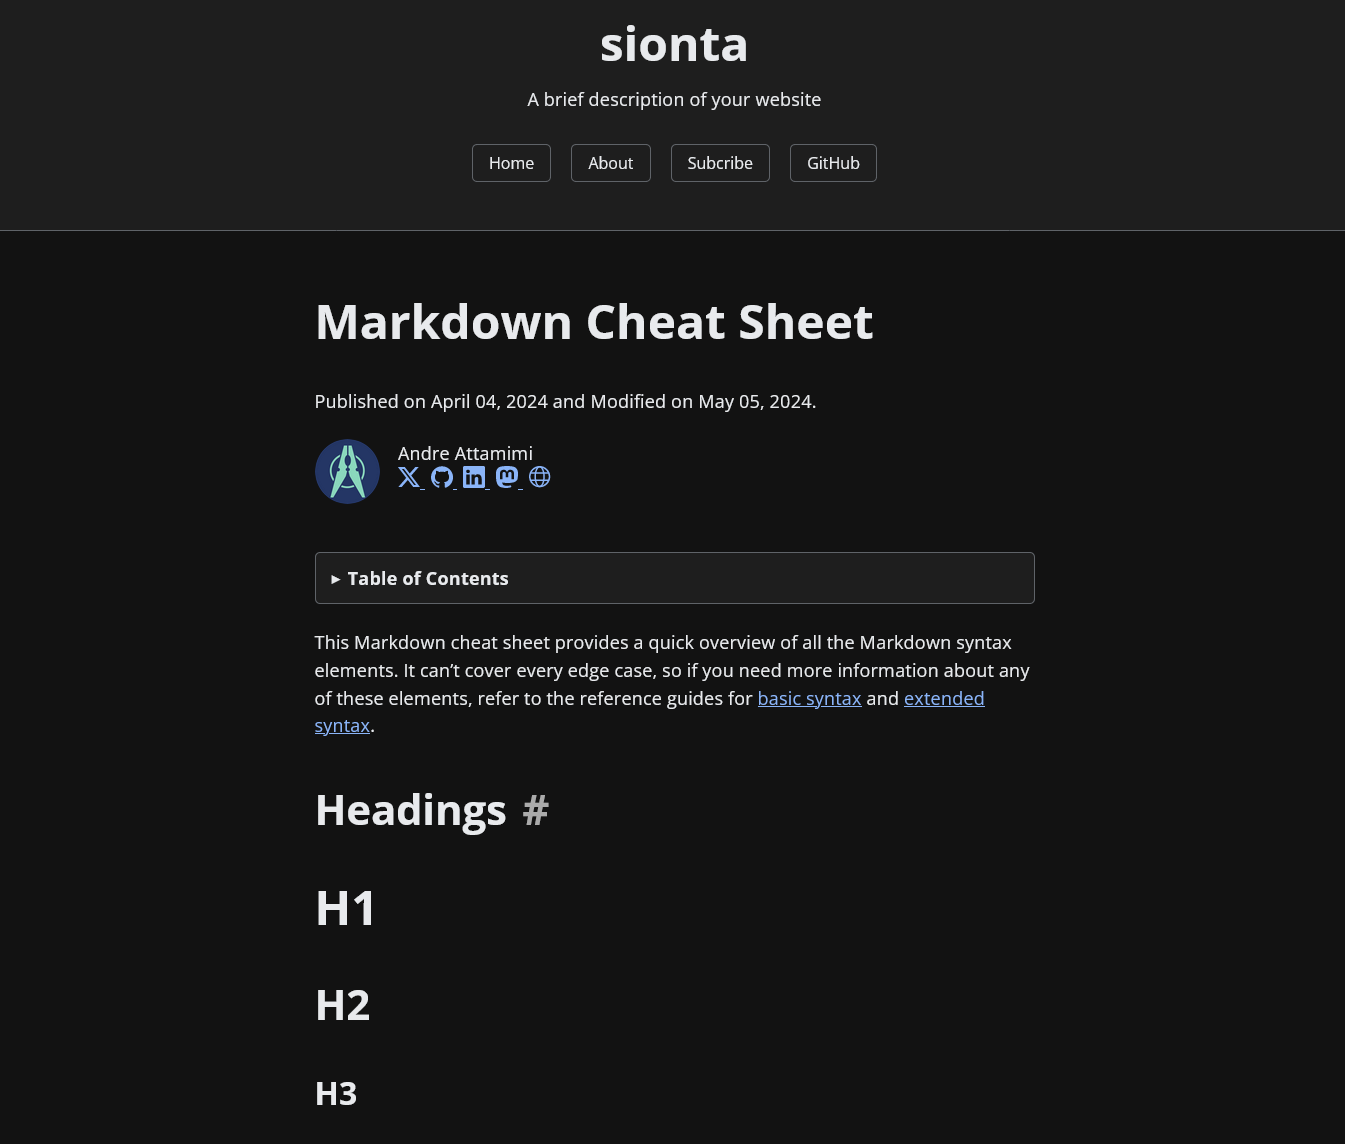 sionta
A brief description of your website
Home About Subcribe GitHub
Markdown Cheat Sheet
Published on April 04, 2024 and Modified on May 05, 2024.
Andre Attamimi
Table of Contents
This Markdown cheat sheet provides a quick overview of all the Markdown syntax
elements. It can’t cover every edge case, so if you need more information about any
of these elements, refer to the reference guides for basic syntax and extended
syntax.
Headings #
H1
H2
H3